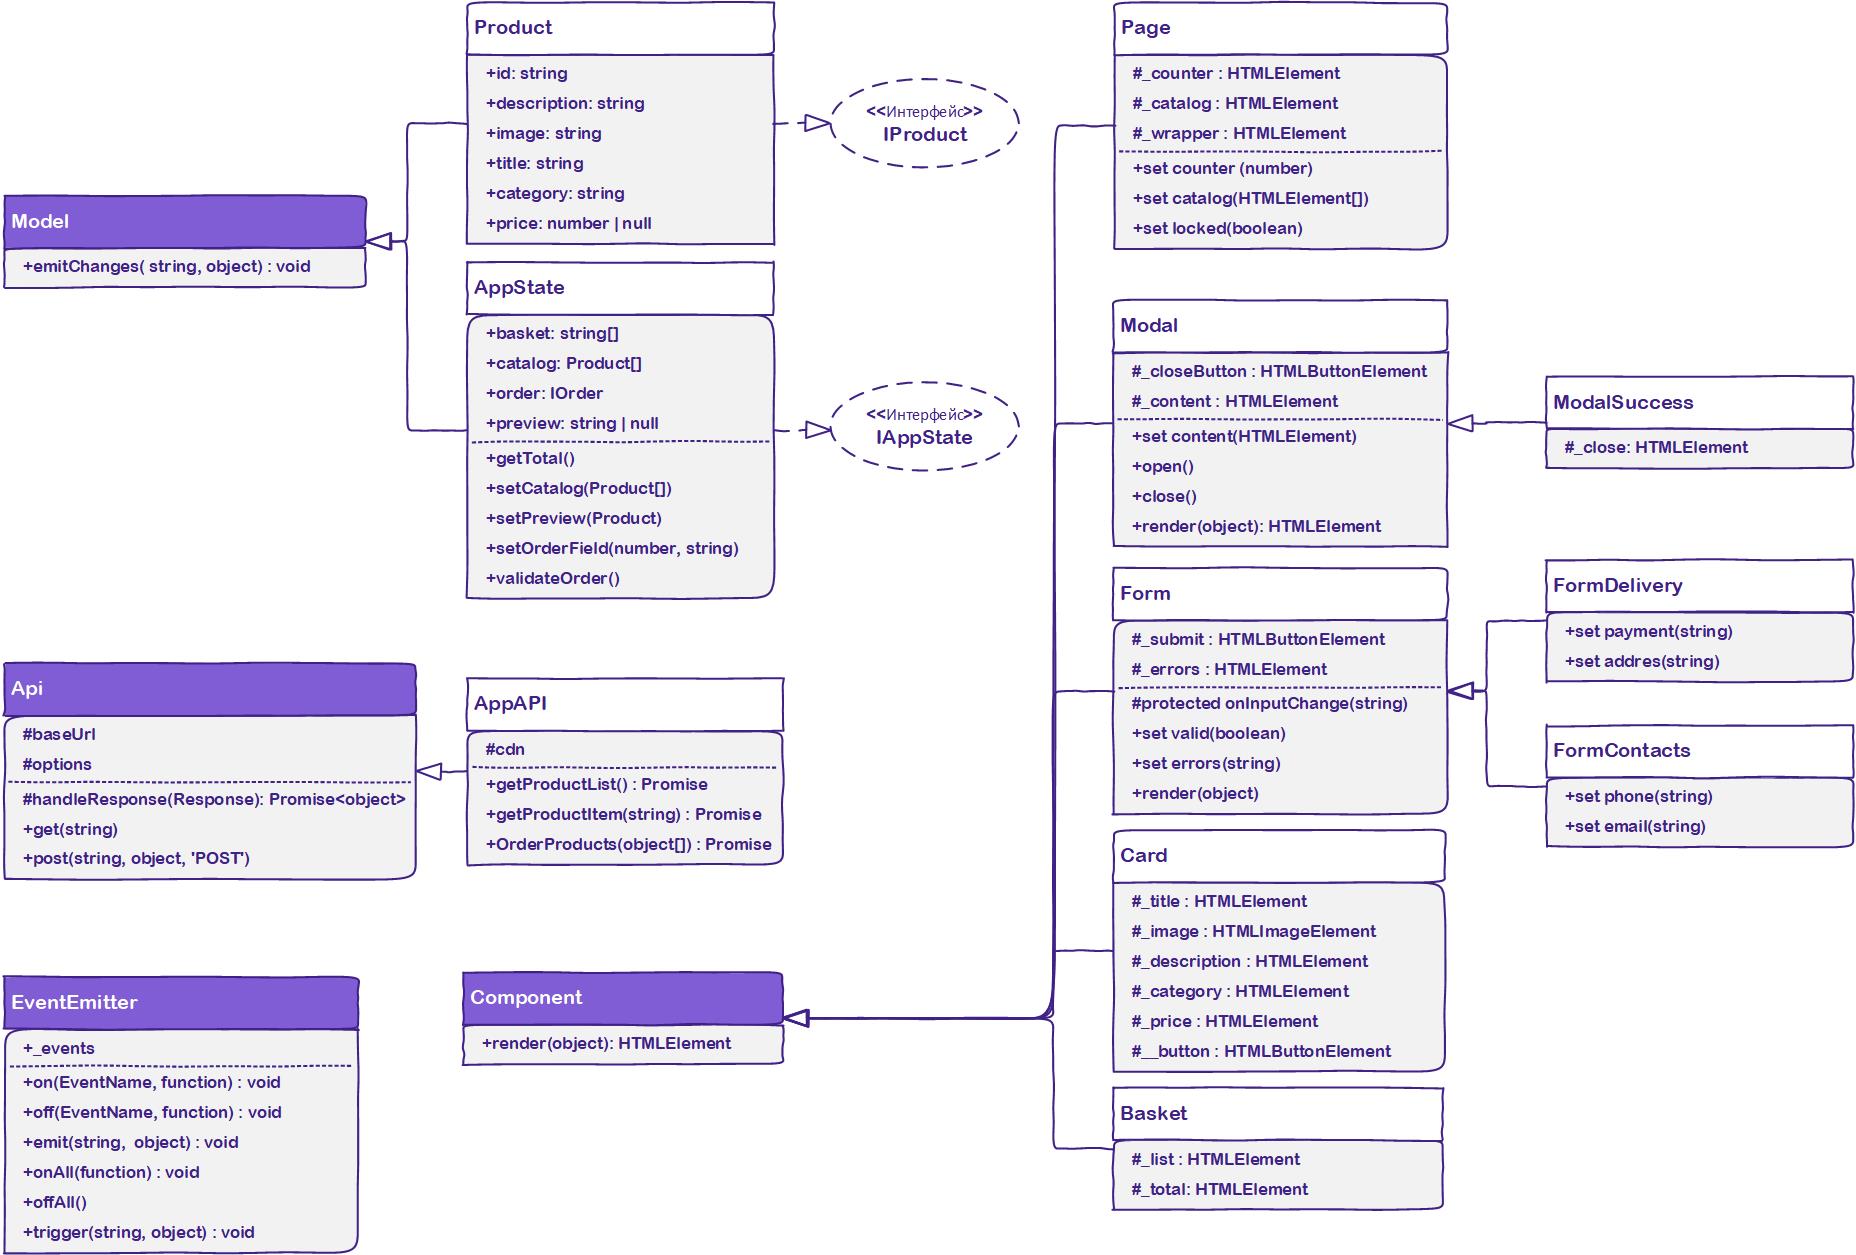 Product
+id: string
+description: string
+image: string
+title: string
+category: string
+price: number | null
<<Интерфейс>>
IProduct
Model
+emitChanges( string, object) : void
AppState
+basket: string[]
+catalog: Product[]
+order: IOrder
+preview: string | null
+getTotal()
+setCatalog(Product[])
+setPreview(Product)
+setOrderField(number, string)
+validateOrder()
<<Интерфейс>>
IAppState
Api
#baseUrl
#options
#handleResponse(Response): Promise<object>
+get(string)
+post(string, object, 'POST')
AppAPI
#cdn
+getProductList() : Promise
+getProductItem(string) : Promise
+OrderProducts(object[]) : Promise
EventEmitter
+_events
+on(EventName, function) : void
+off(EventName, function) : void
+emit(string,  object) : void
+onAll(function) : void
+offAll()
+trigger(string, object) : void
Component
+render(object): HTMLElement
Page
#_counter : HTMLElement
#_catalog : HTMLElement
#_wrapper : HTMLElement
+set counter (number)
+set catalog(HTMLElement[])
+set locked(boolean)
Modal
#_closeButton : HTMLButtonElement
#_content : HTMLElement
+set content(HTMLElement)
+open()
+close()
+render(object): HTMLElement
ModalSuccess
#_close: HTMLElement
Form
#_submit : HTMLButtonElement
#_errors : HTMLElement
#protected onInputChange(string)
+set valid(boolean)
+set errors(string)
+render(object)
FormDelivery
+set payment(string)
+set addres(string)
FormContacts
+set phone(string)
+set email(string)
Card
#_title : HTMLElement
#_image : HTMLImageElement
#_description : HTMLElement
#_category : HTMLElement
#_price : HTMLElement
#__button : HTMLButtonElement
Basket
#_list : HTMLElement
#_total: HTMLElement